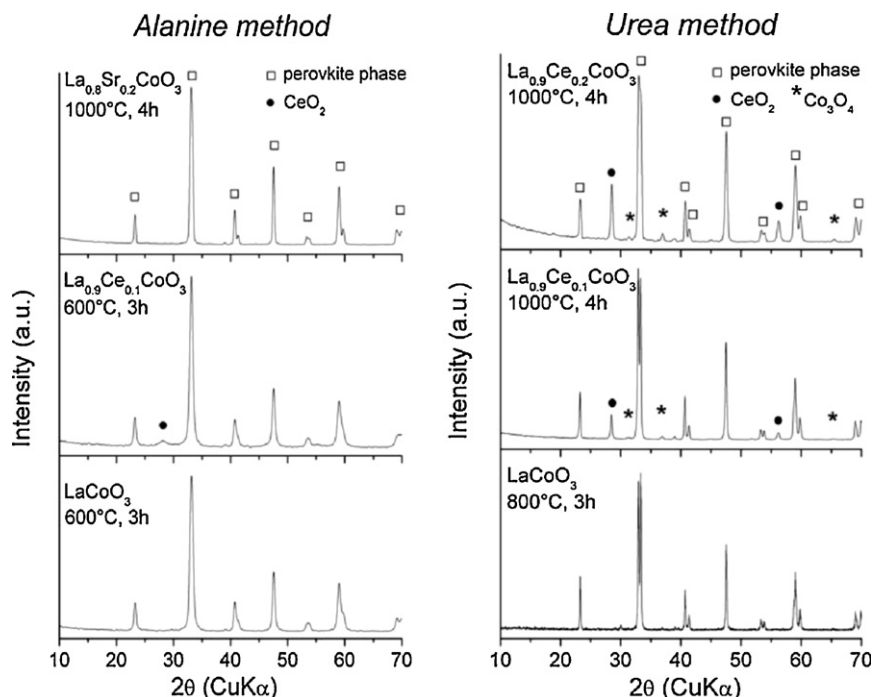 Alanine method
La0.8Sr0.2CoO3
1000°C, 4h
□ perovkite phase
● CeO2
La0.9Ce0.1CoO3
600°C, 3h
LaCoO3
600°C, 3h
Intensity (a.u.)
10 20 30 40 50 60 70
2θ (CuKα)
Urea method
La0.9Ce0.2CoO3
1000°C, 4h
□ perovkite phase
● CeO2 * Co3O4
La0.9Ce0.1CoO3
1000°C, 4h
LaCoO3
800°C, 3h
Intensity (a.u.)
10 20 30 40 50 60 70
2θ (CuKα)